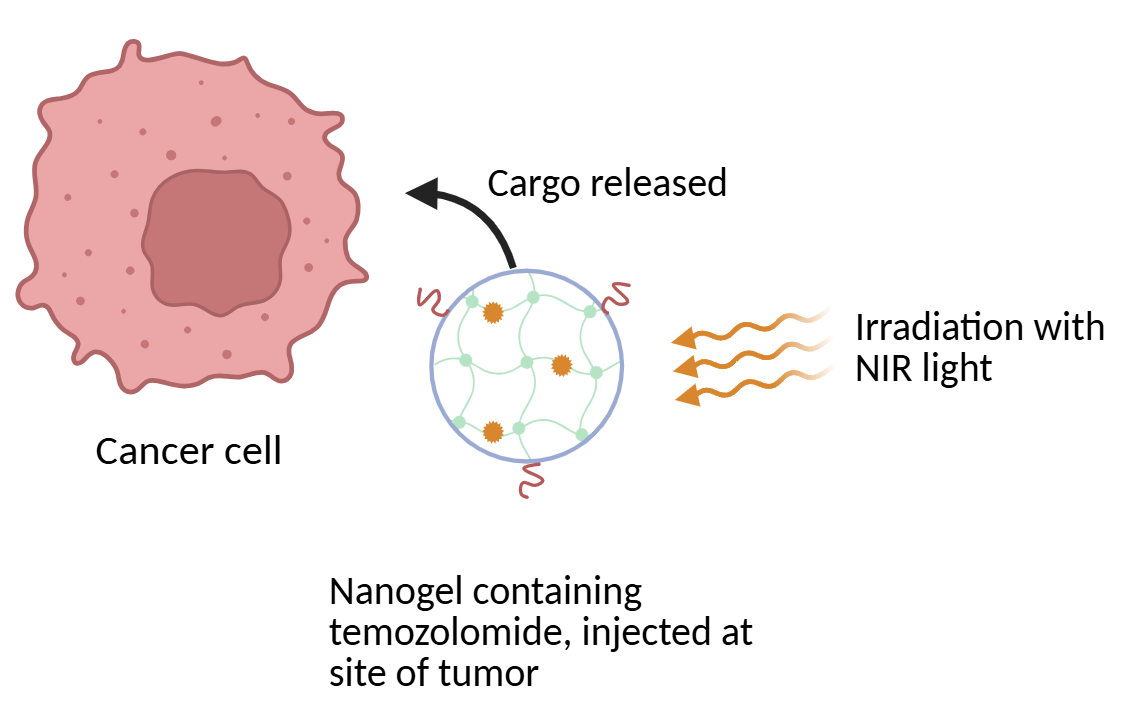 Cargo released
Irradiation with
NIR light
Cancer cell
Nanogel containing
temozolomide, injected at
site of tumor